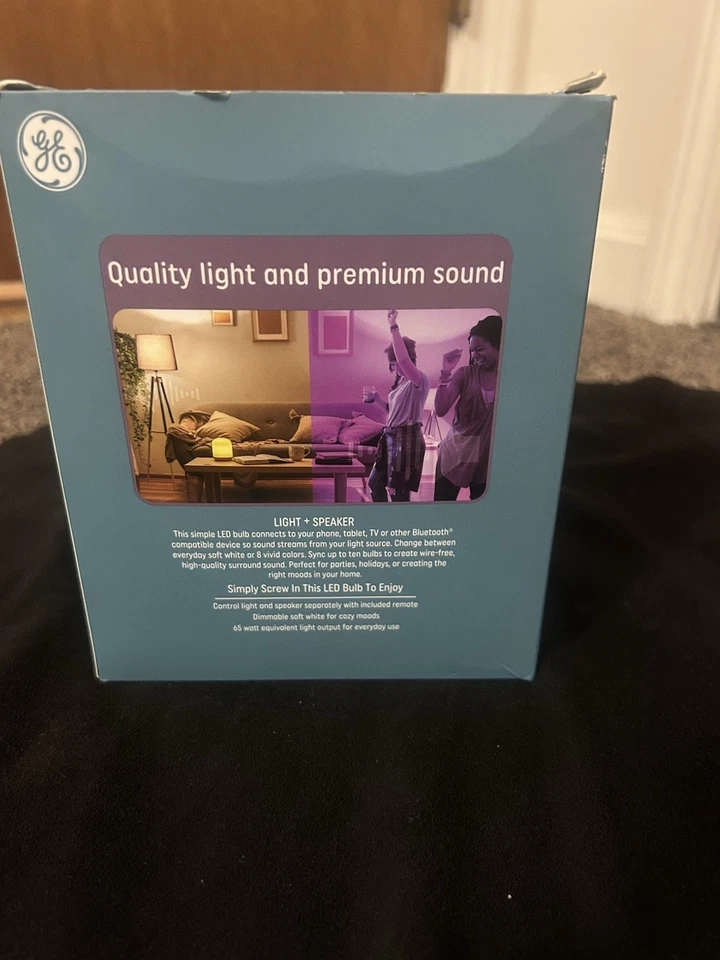 GE
Quality light and premium sound
LIGHT + SPEAKER
This simple LED bulb connects to your phone, tablet, TV or other Bluetooth®
compatible device so sound streams from your light source. Change between
everyday soft white or 8 vivid colors. Sync up to ten bulbs to create wire-free,
high-quality surround sound. Perfect for parties, holidays, or creating the
right moods in your home.
Simply Screw In This LED Bulb To Enjoy
Control light and speaker separately with included remote
Dimmable soft white for cozy moods
65 watt equivalent light output for everyday use